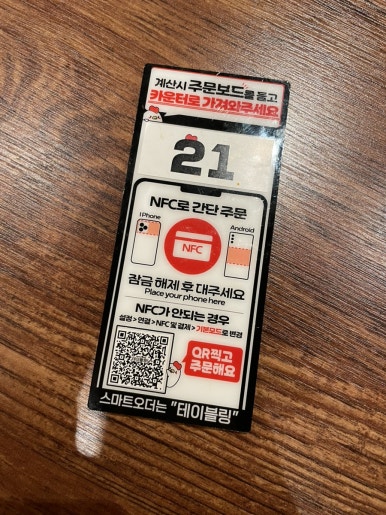 계산시 주문보드를 들고
카운터로 가져와주세요
21
NFC로 간단 주문
iPhone
Android
NFC
잠금 해제 후 대주세요
Place your phone here
NFC가 안되는 경우
설정 > 연결 > NFC 및 결제 > 기본모드로 변경
QR찍고
주문해요
스마트오더는 "테이블링"